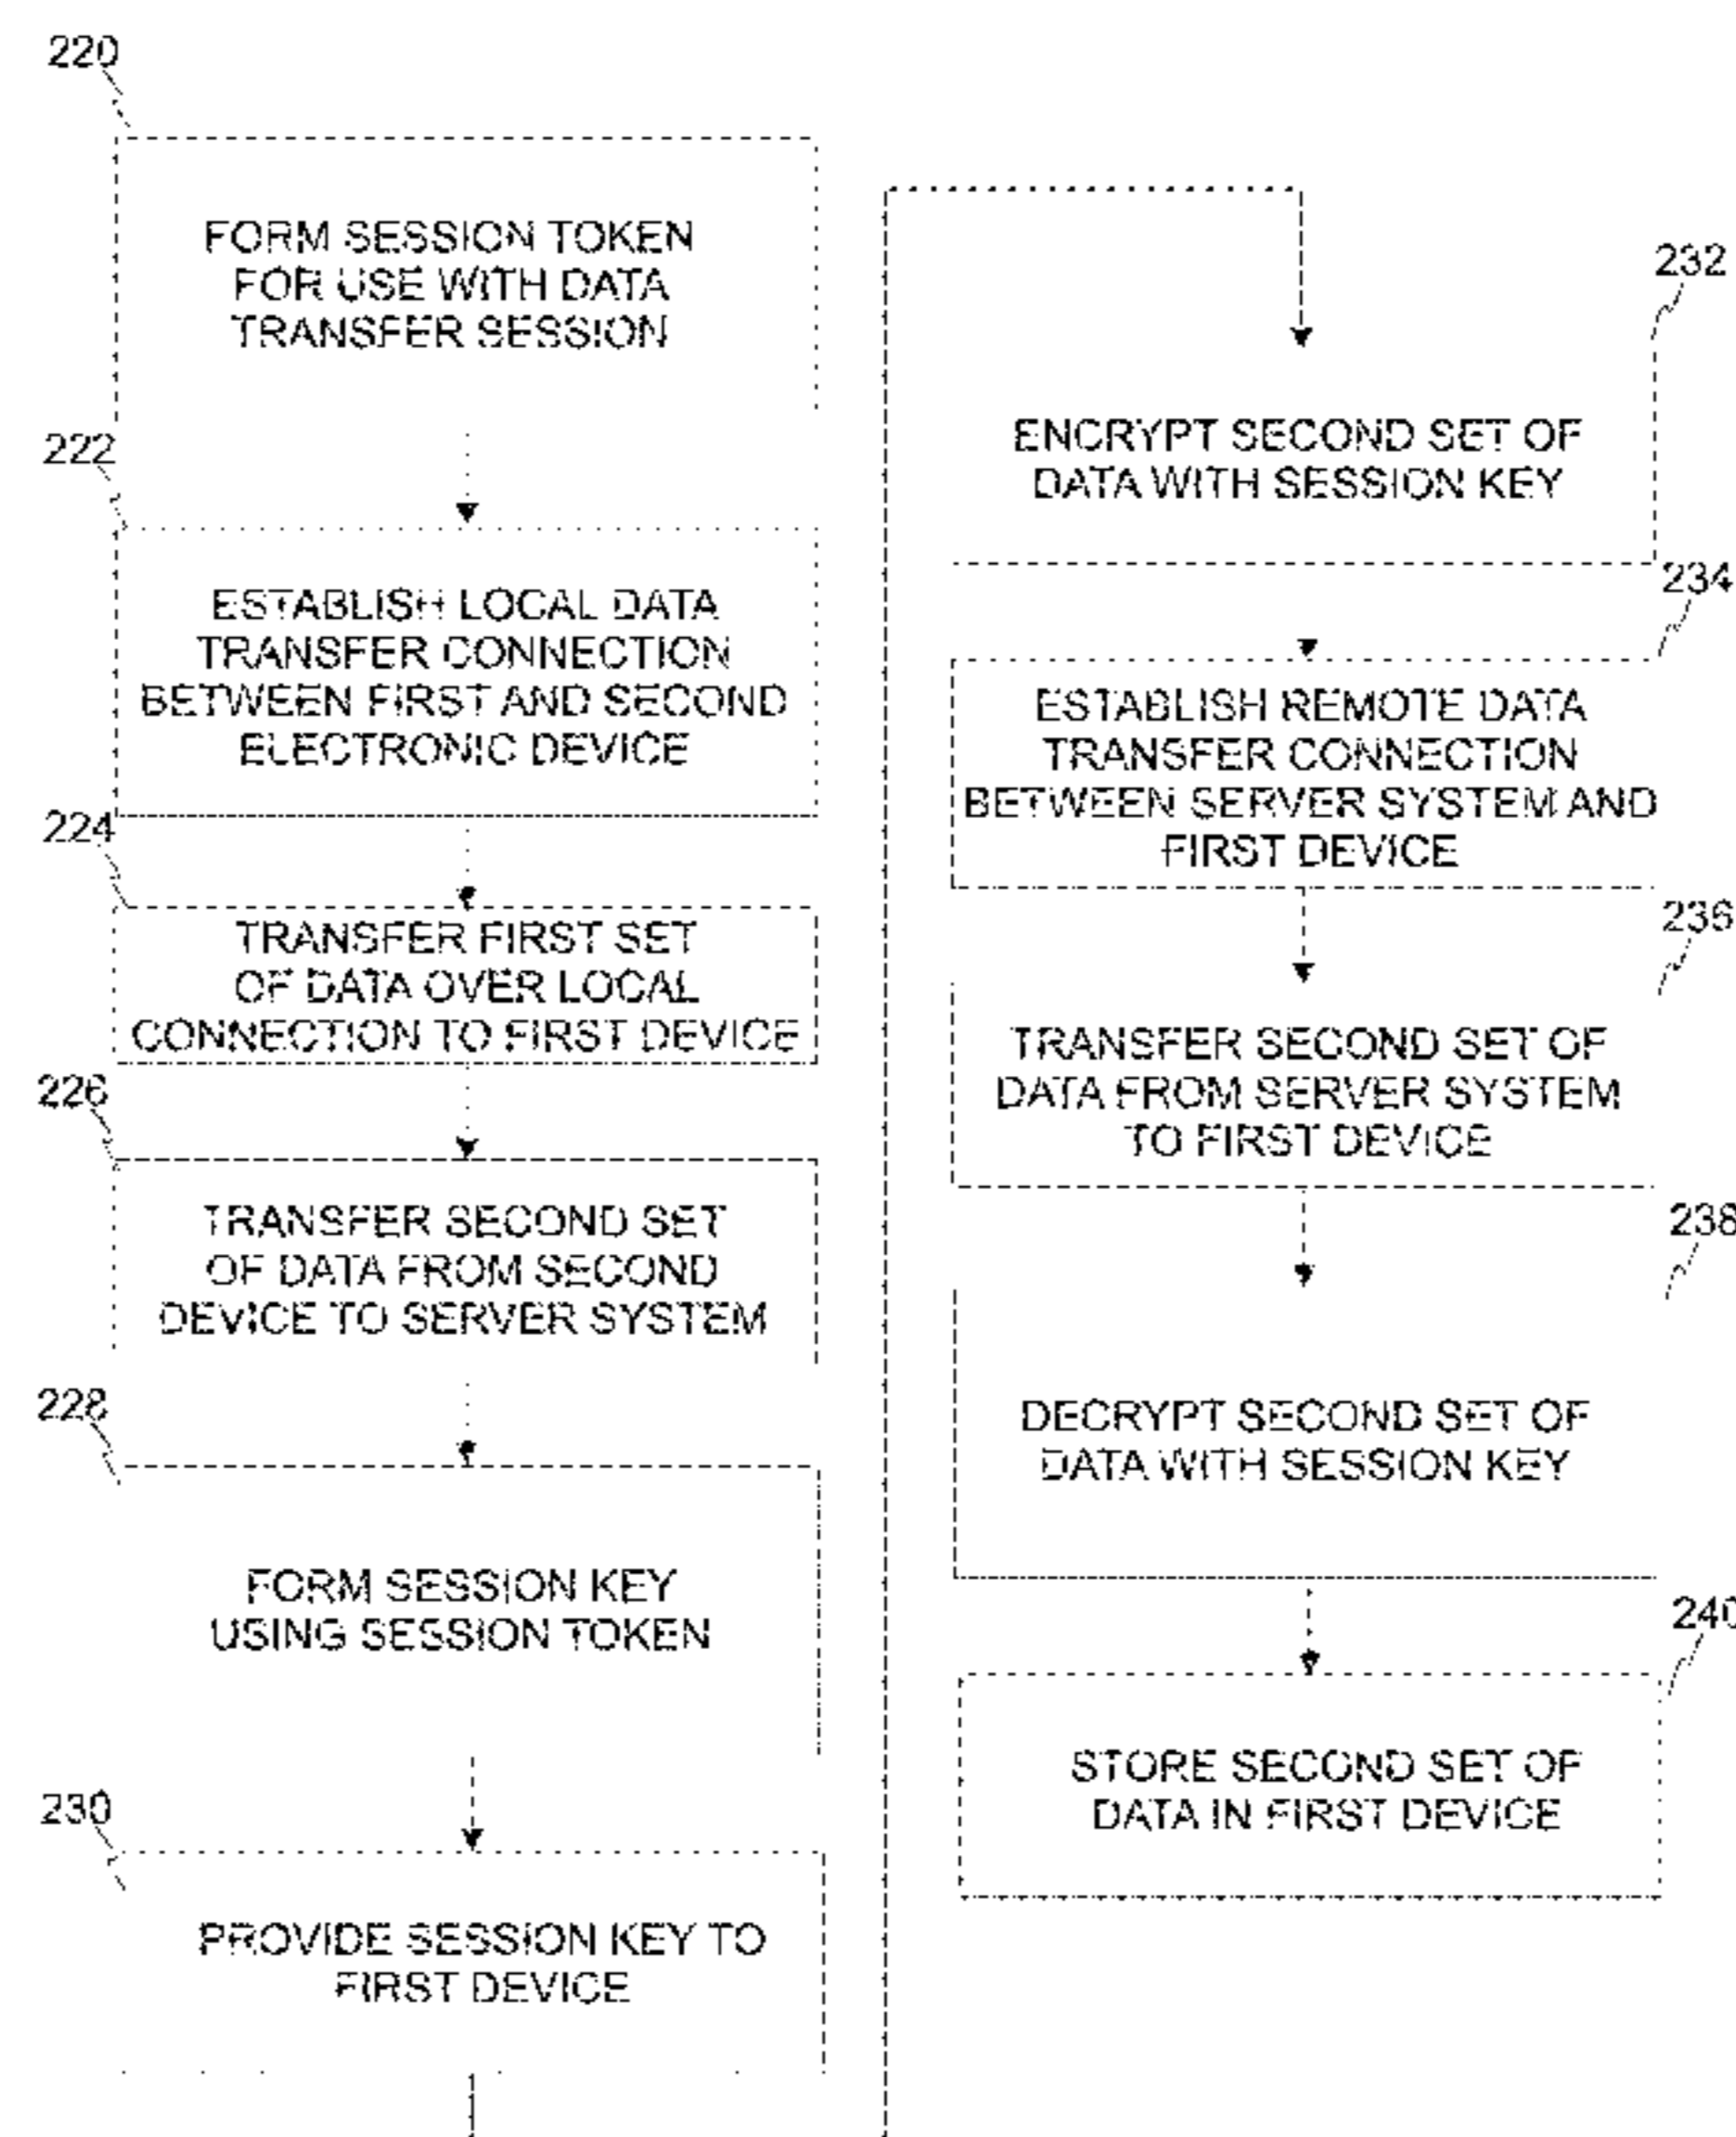 220
FORM SESSION TOKEN
FOR USE WITH DATA
TRANSFER SESSION
222
ESTABLISH LOCAL DATA
TRANSFER CONNECTION
BETWEEN FIRST AND SECOND
ELECTRONIC DEVICE
224
TRANSFER FIRST SET
OF DATA OVER LOCAL
CONNECTION TO FIRST DEVICE
226
TRANSFER SECOND SET
OF DATA FROM SECOND
DEVICE TO SERVER SYSTEM
228
FORM SESSION KEY
USING SESSION TOKEN
230
PROVIDE SESSION KEY TO
FIRST DEVICE
232
ENCRYPT SECOND SET OF
DATA WITH SESSION KEY
234
ESTABLISH REMOTE DATA
TRANSFER CONNECTION
BETWEEN SERVER SYSTEM AND
FIRST DEVICE
236
TRANSFER SECOND SET OF
DATA FROM SERVER SYSTEM
TO FIRST DEVICE
238
DECRYPT SECOND SET OF
DATA WITH SESSION KEY
240
STORE SECOND SET OF
DATA IN FIRST DEVICE